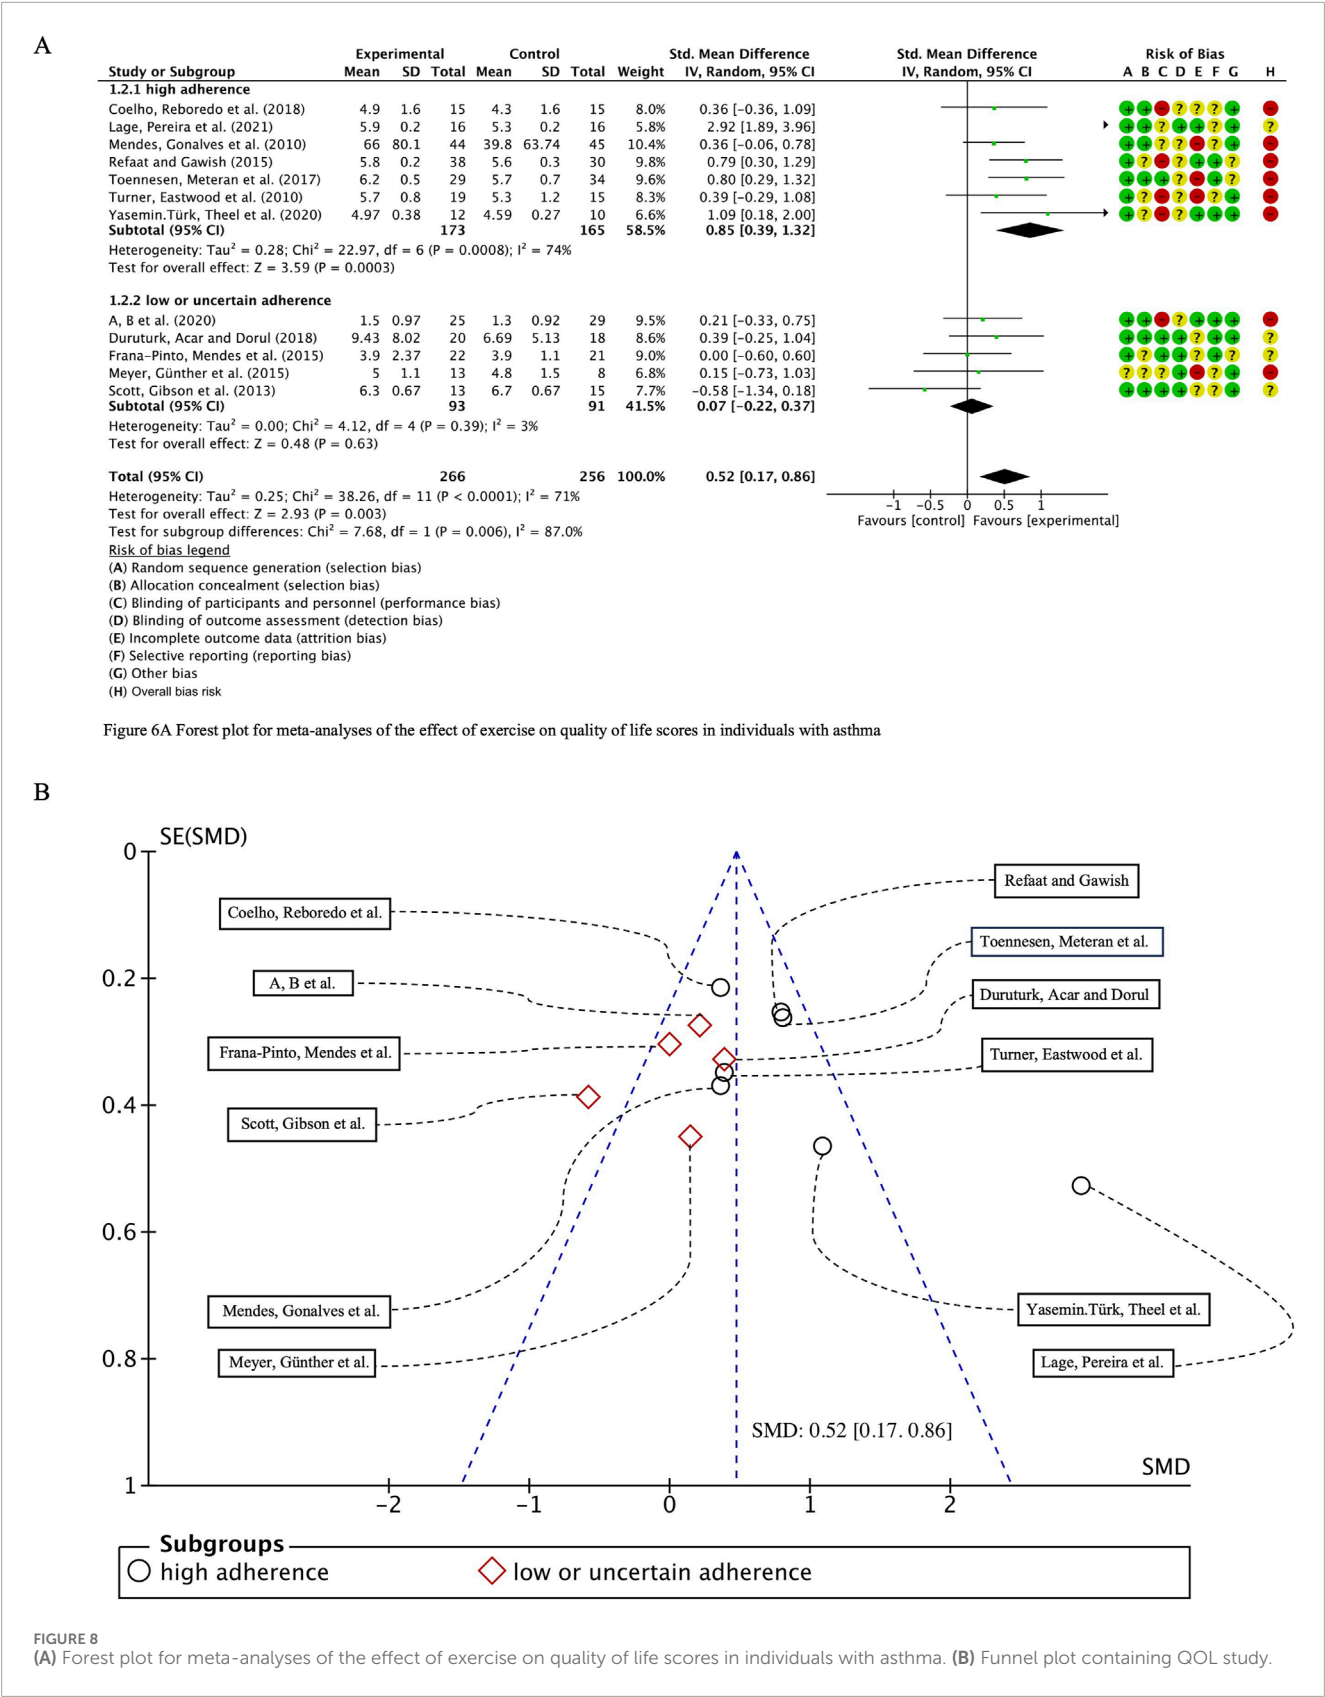 A
Experimental Control Std. Mean Difference Std. Mean Difference Risk of Bias
Study or Subgroup Mean SD Total Mean SD Total Weight IV, Random, 95% CI IV, Random, 95% CI A B C D E F G H
1.2.1 high adherence
Coelho, Reboredo et al. (2018) 4.9 1.6 15 4.3 1.6 15 8.0% 0.36 [-0.36, 1.09] + + - ? ? ? + -
Lage, Pereira et al. (2021) 5.9 0.2 16 5.3 0.2 16 5.8% 2.92 [1.89, 3.96] + + ? + + ? + ?
Mendes, Gonalves et al. (2010) 66 80.1 44 39.8 63.74 45 10.4% 0.36 [-0.06, 0.78] + + ? ? - ? + -
Refaat and Gawish (2015) 5.8 0.2 38 5.6 0.3 30 9.8% 0.79 [0.30, 1.29] + ? - ? + + ? -
Toennesen, Meteran et al. (2017) 6.2 0.5 29 5.7 0.7 34 9.6% 0.80 [0.29, 1.32] + + + ? - + ? -
Turner, Eastwood et al. (2010) 5.7 0.8 19 5.3 1.2 15 8.3% 0.39 [-0.29, 1.08] + ? - ? - ? + -
Yasemin.Türk, Theel et al. (2020) 4.97 0.38 12 4.59 0.27 10 6.6% 1.09 [0.18, 2.00] + ? - ? + + + -
Subtotal (95% CI) 173 165 58.5% 0.85 [0.39, 1.32]
Heterogeneity: Tau² = 0.28; Chi² = 22.97, df = 6 (P = 0.0008); I² = 74%
Test for overall effect: Z = 3.59 (P = 0.0003)
1.2.2 low or uncertain adherence
A, B et al. (2020) 1.5 0.97 25 1.3 0.92 29 9.5% 0.21 [-0.33, 0.75] + + - ? + + + -
Duruturk, Acar and Dorul (2018) 9.43 8.02 20 6.69 5.13 18 8.6% 0.39 [-0.25, 1.04] + + + + ? + + ?
Frana-Pinto, Mendes et al. (2015) 3.9 2.37 22 3.9 1.1 21 9.0% 0.00 [-0.60, 0.60] + ? + + ? + ? ?
Meyer, Günther et al. (2015) 5 1.1 13 4.8 1.5 8 6.8% 0.15 [-0.73, 1.03] ? ? ? + - ? + -
Scott, Gibson et al. (2013) 6.3 0.67 13 6.7 0.67 15 7.7% -0.58 [-1.34, 0.18] + + + + ? ? + ?
Subtotal (95% CI) 93 91 41.5% 0.07 [-0.22, 0.37]
Heterogeneity: Tau² = 0.00; Chi² = 4.12, df = 4 (P = 0.39); I² = 3%
Test for overall effect: Z = 0.48 (P = 0.63)
Total (95% CI) 266 256 100.0% 0.52 [0.17, 0.86]
Heterogeneity: Tau² = 0.25; Chi² = 38.26, df = 11 (P < 0.0001); I² = 71%
-1 -0.5 0 0.5 1
Test for overall effect: Z = 2.93 (P = 0.003)
Favours [control] Favours [experimental]
Test for subgroup differences: Chi² = 7.68, df = 1 (P = 0.006), I² = 87.0%
Risk of bias legend
(A) Random sequence generation (selection bias)
(B) Allocation concealment (selection bias)
(C) Blinding of participants and personnel (performance bias)
(D) Blinding of outcome assessment (detection bias)
(E) Incomplete outcome data (attrition bias)
(F) Selective reporting (reporting bias)
(G) Other bias
(H) Overall bias risk
Figure 6A Forest plot for meta-analyses of the effect of exercise on quality of life scores in individuals with asthma
B
SE(SMD)
0
Refaat and Gawish
Coelho, Reboredo et al.
Toennesen, Meteran et al.
0.2
A, B et al.
Duruturk, Acar and Dorul
Frana-Pinto, Mendes et al.
Turner, Eastwood et al.
0.4
Scott, Gibson et al.
0.6
Mendes, Gonalves et al.
Yasemin.Türk, Theel et al.
0.8
Meyer, Günther et al.
Lage, Pereira et al.
SMD: 0.52 [0.17. 0.86]
SMD
1
-2 -1 0 1 2
Subgroups
high adherence low or uncertain adherence
FIGURE 8
(A) Forest plot for meta-analyses of the effect of exercise on quality of life scores in individuals with asthma. (B) Funnel plot containing QOL study.